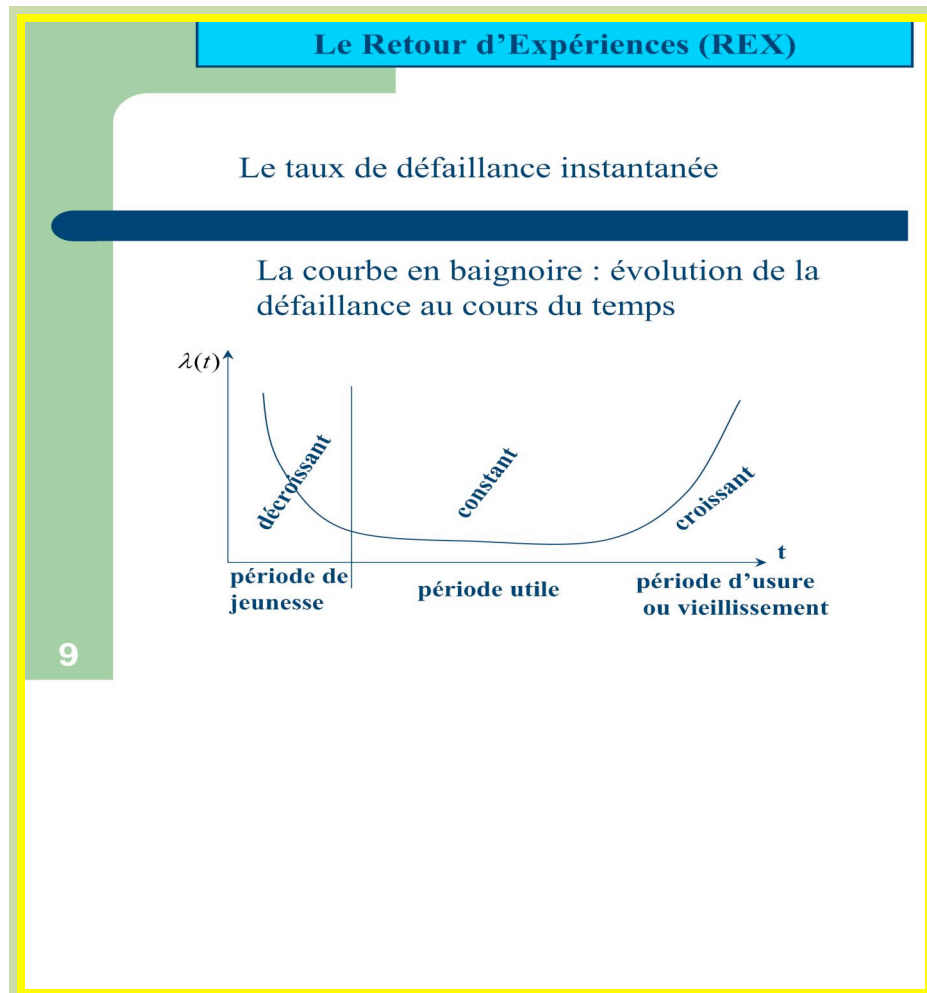 Le Retour d'Expériences (REX)
Le taux de défaillance instantanée
La courbe en baignoire : évolution de la
défaillance au cours du temps
λ(t)
décroissant
constant
croissant
t
période de
jeunesse
période utile
période d'usure
ou vieillissement
9